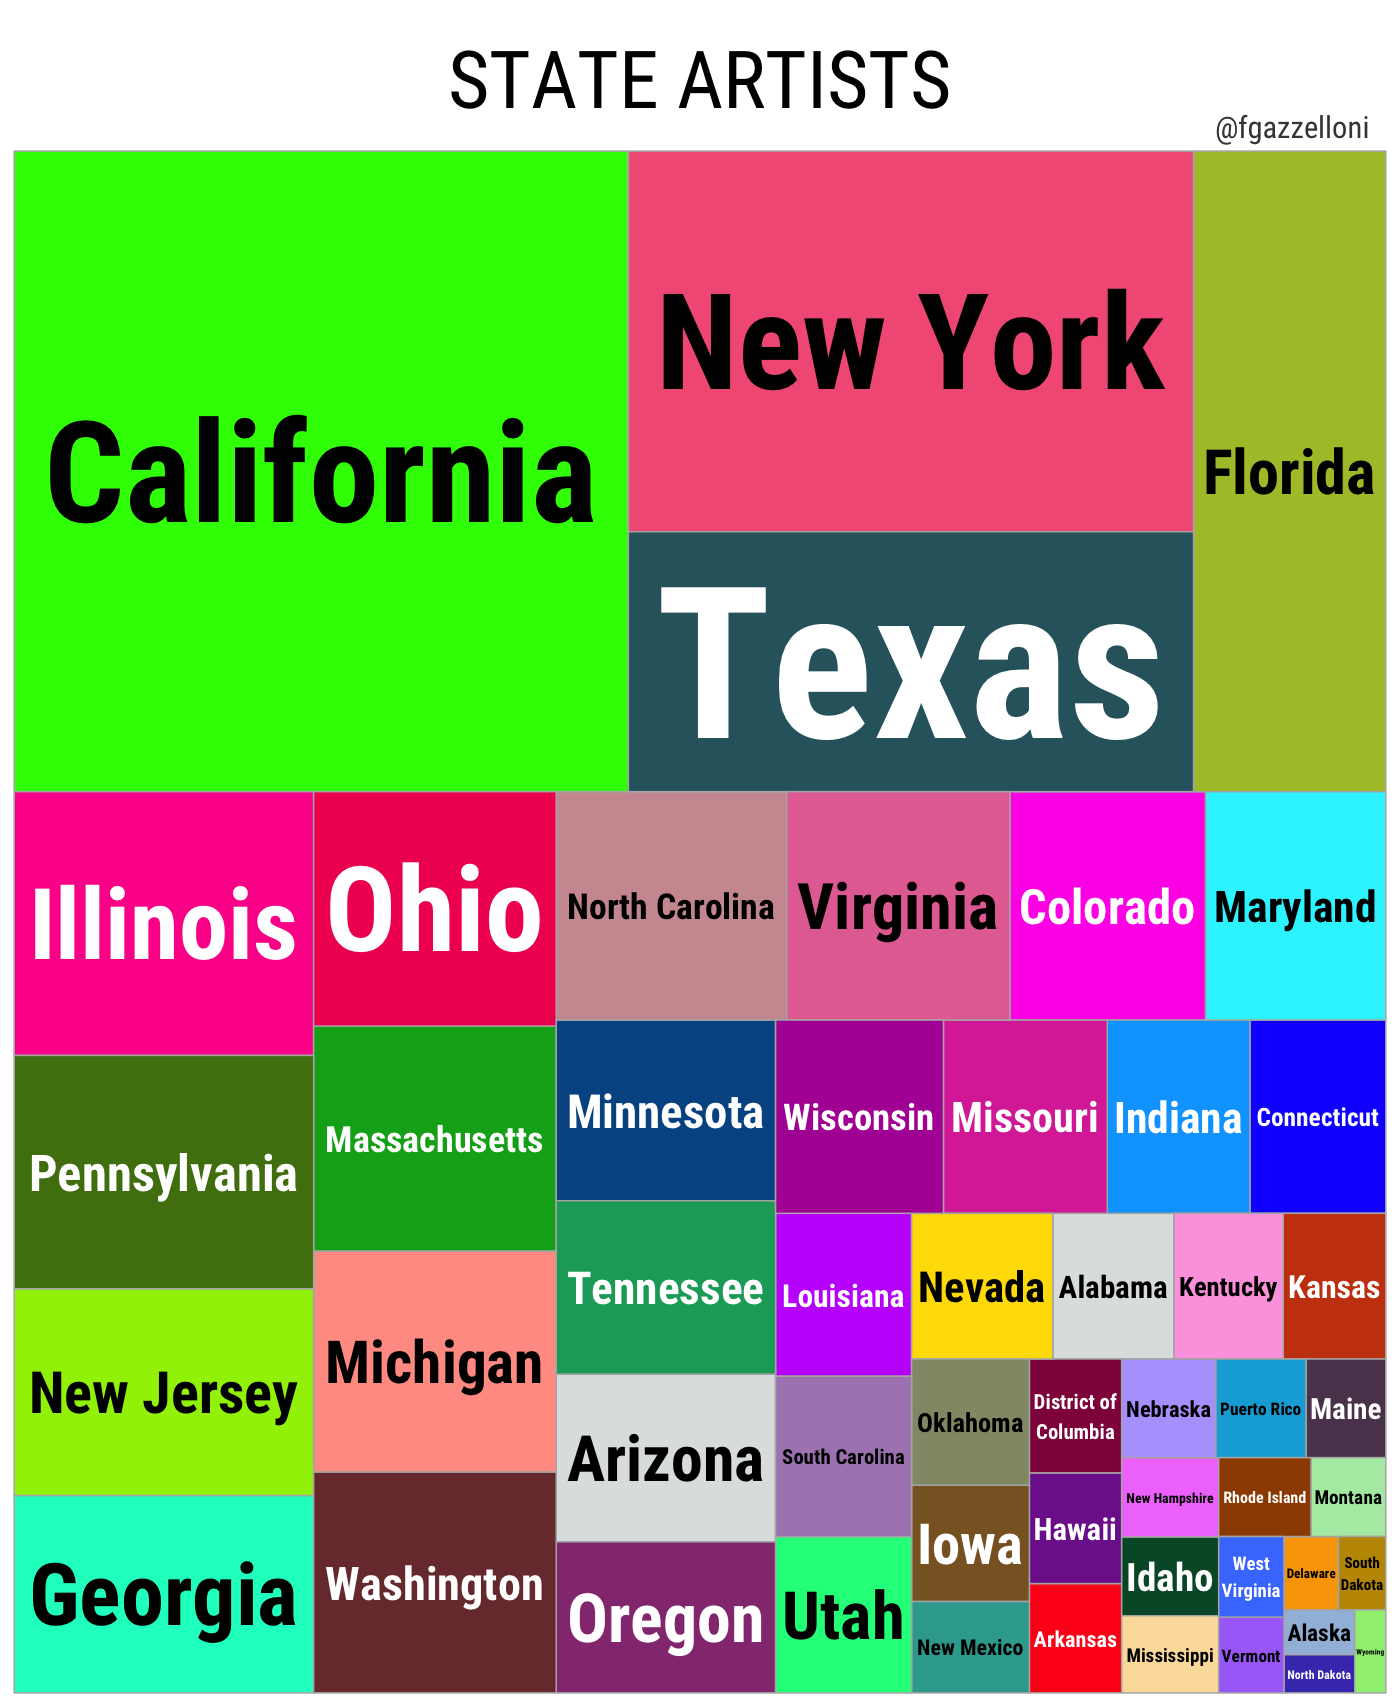 STATE ARTISTS
@fgazzelloni
California
New York
Florida
Texas
Illinois
Ohio
North Carolina
Virginia
Colorado
Maryland
Pennsylvania
Massachusetts
Minnesota
Wisconsin
Missouri
Indiana
Connecticut
New Jersey
Michigan
Tennessee
Louisiana
Nevada
Alabama
Kentucky
Kansas
Georgia
Washington
Arizona
Oregon
South Carolina
Utah
Oklahoma
Iowa
New Mexico
District of
Columbia
Hawaii
Arkansas
Nebraska
Puerto Rico
Maine
New Hampshire
Rhode Island
Montana
Idaho
West
Virginia
Delaware
South
Dakota
Mississippi
Vermont
Alaska
North Dakota
Wyoming